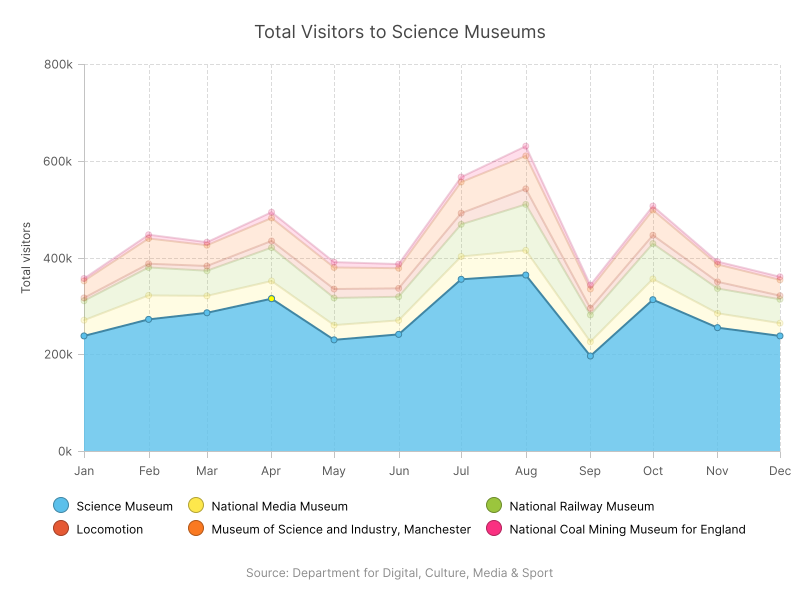 Total Visitors to Science Museums
800k
600k
400k
200k
0k
Total visitors
Jan Feb Mar Apr May Jun Jul Aug Sep Oct Nov Dec
Science Museum National Media Museum National Railway Museum
Locomotion Museum of Science and Industry, Manchester National Coal Mining Museum for England
Source: Department for Digital, Culture, Media & Sport